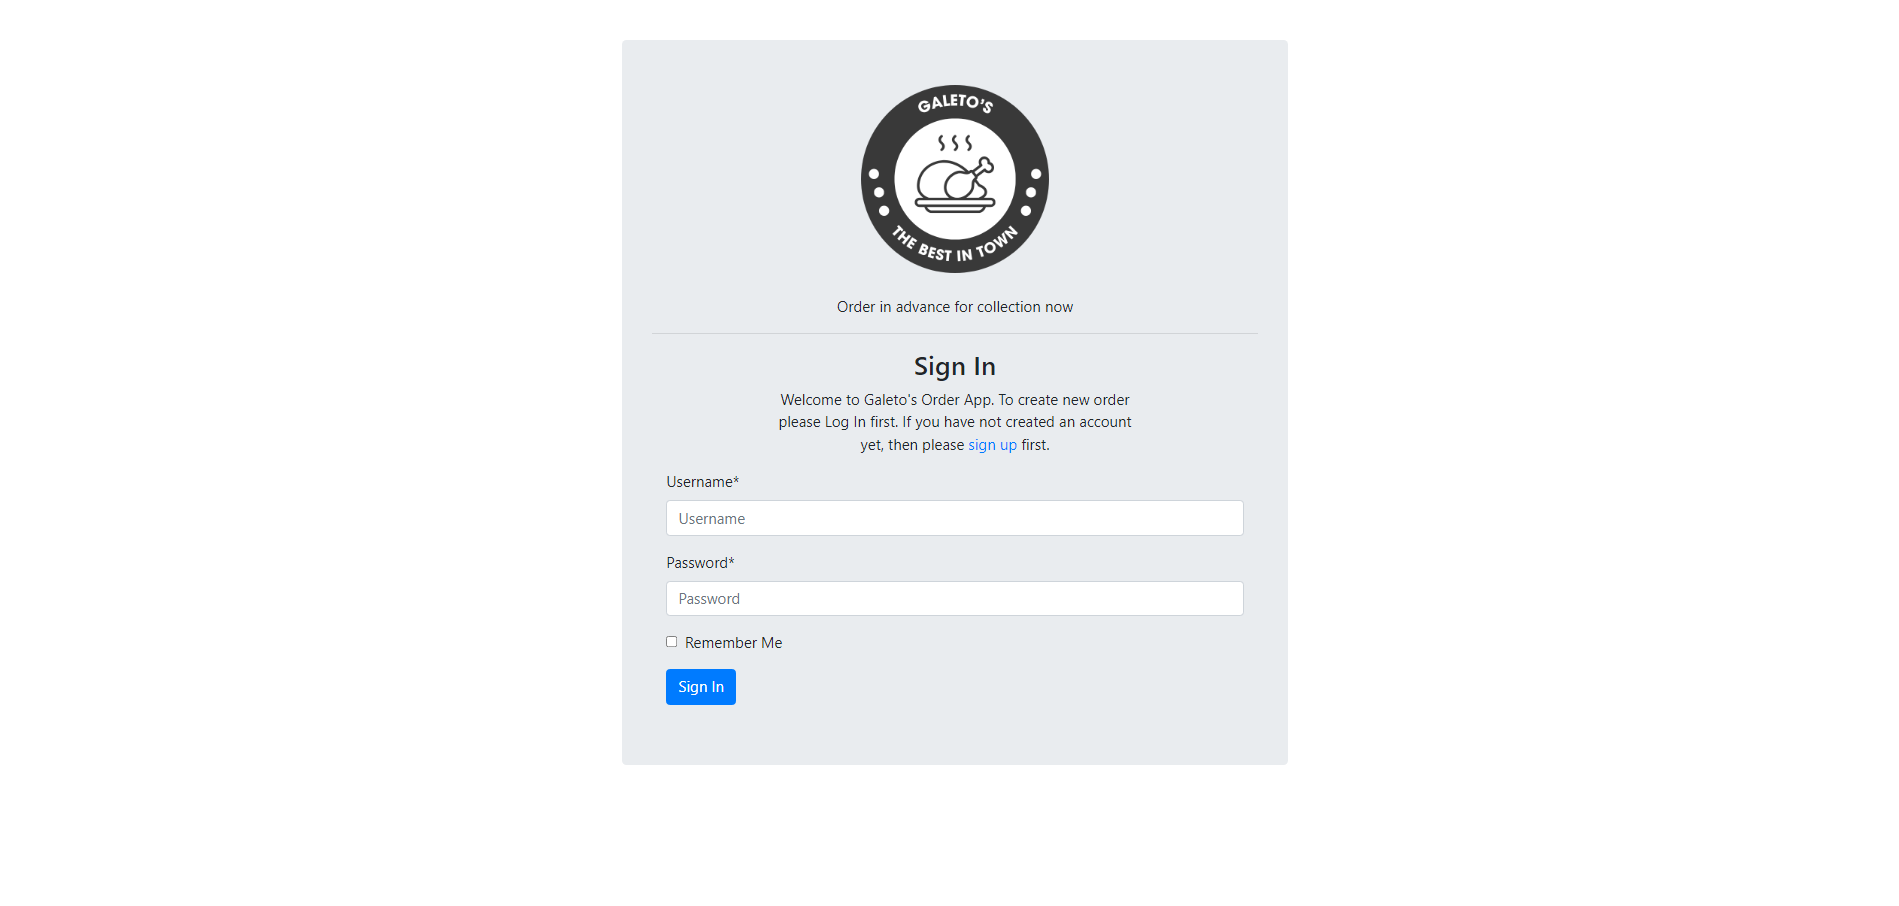 GALETO'S
THE BEST IN TOWN
Order in advance for collection now
Sign In
Welcome to Galeto's Order App. To create new order
please Log In first. If you have not created an account
yet, then please sign up first.
Username*
Username
Password*
Password
Remember Me
Sign In